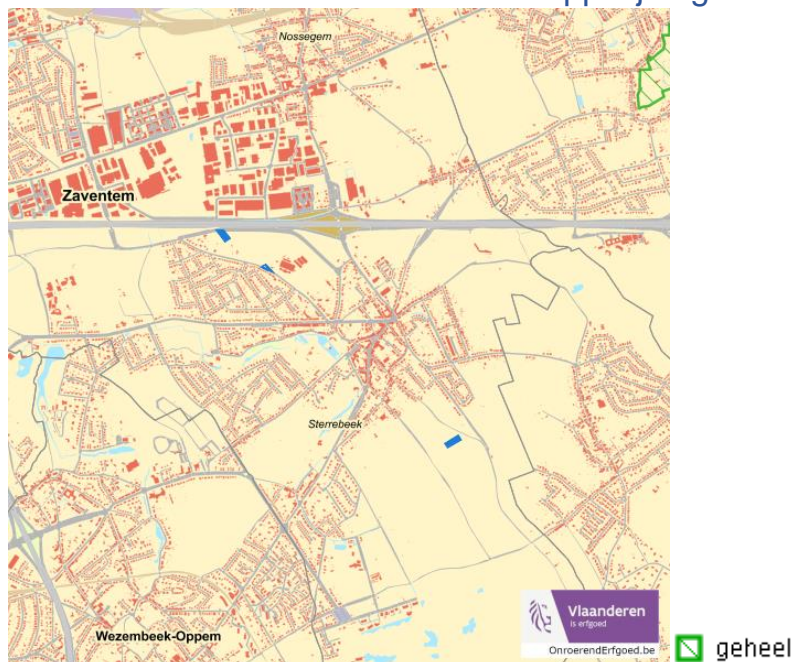 Nossegem
Zaventem
Sterrebeek
Wezembeek-Oppem
Vlaanderen
is erfgoed
OnroerendErfgoed.be
geheel